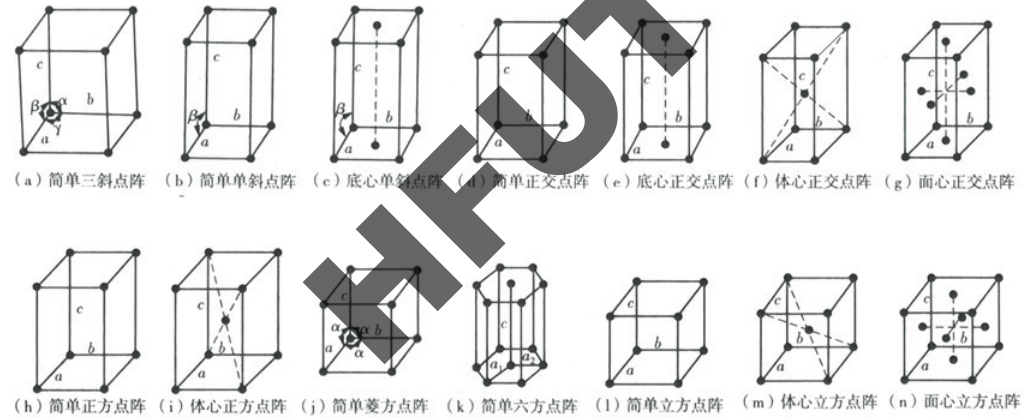 c
β α b
γ
a
c
β b
a
c
β b
a
c
b
a
c
b
a
c
b
a
c
b
a
(a)简单三斜点阵 (b)简单单斜点阵 (c)底心单斜点阵 (d)简单正交点阵 (e)底心正交点阵 (f)体心正交点阵 (g)面心正交点阵
c
b
a
c
b
a
c
α α b
a α
c
a₁ a₂
c
b
a
c
b
a
c
b
a
(h)简单正方点阵 (i)体心正方点阵 (j)简单菱方点阵 (k)简单六方点阵 (l)简单立方点阵 (m)体心立方点阵 (n)面心立方点阵
HFUT